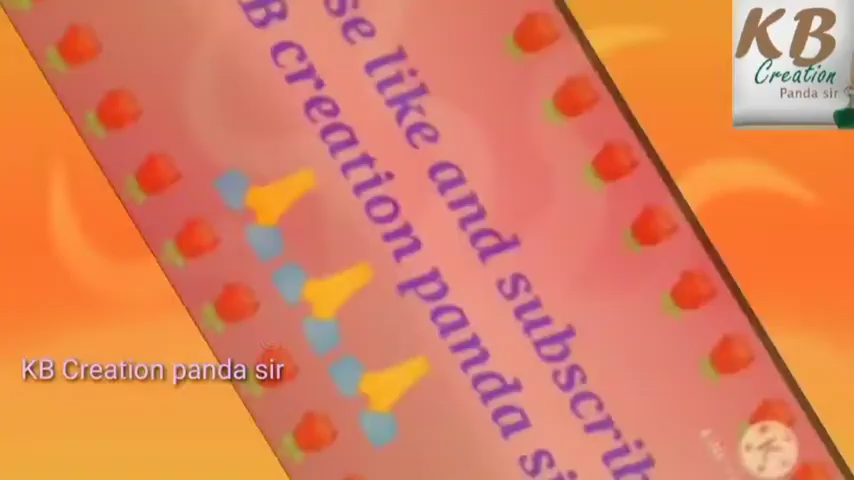 se like and subscrib
B creation panda si
KB
Creation
Panda sir
KB Creation panda sir